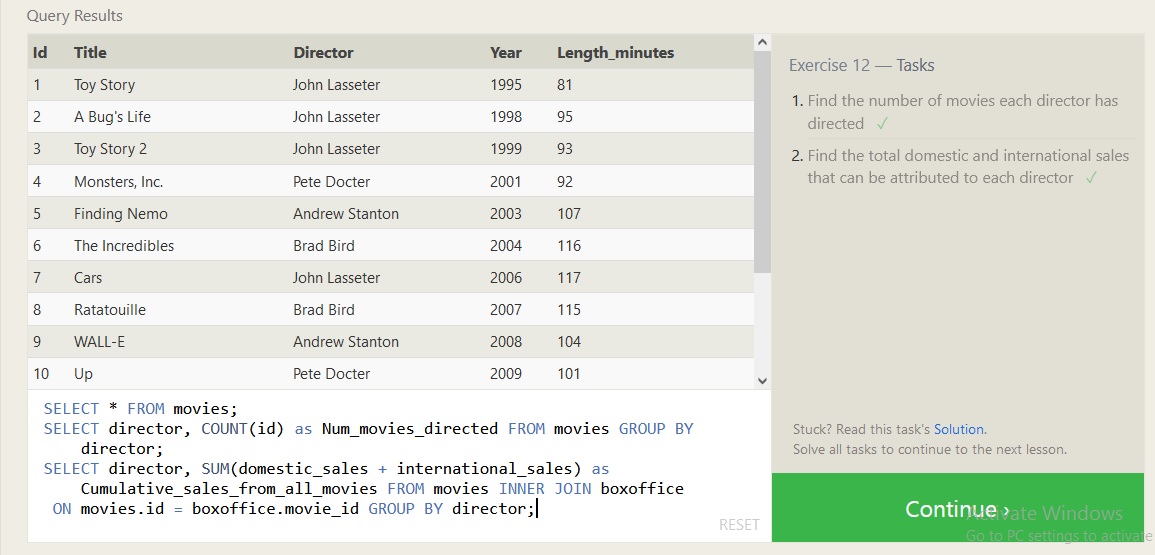 Query Results
Id Title Director Year Length_minutes
1 Toy Story John Lasseter 1995 81
2 A Bug's Life John Lasseter 1998 95
3 Toy Story 2 John Lasseter 1999 93
4 Monsters, Inc. Pete Docter 2001 92
5 Finding Nemo Andrew Stanton 2003 107
6 The Incredibles Brad Bird 2004 116
7 Cars John Lasseter 2006 117
8 Ratatouille Brad Bird 2007 115
9 WALL-E Andrew Stanton 2008 104
10 Up Pete Docter 2009 101
SELECT * FROM movies;
SELECT director, COUNT(id) as Num_movies_directed FROM movies GROUP BY
director;
SELECT director, SUM(domestic_sales + international_sales) as
Cumulative_sales_from_all_movies FROM movies INNER JOIN boxoffice
ON movies.id = boxoffice.movie_id GROUP BY director;
RESET
Exercise 12 — Tasks
1. Find the number of movies each director has
directed ✓
2. Find the total domestic and international sales
that can be attributed to each director ✓
Stuck? Read this task's Solution.
Solve all tasks to continue to the next lesson.
Continue ›
Activate Windows
Go to PC settings to activate